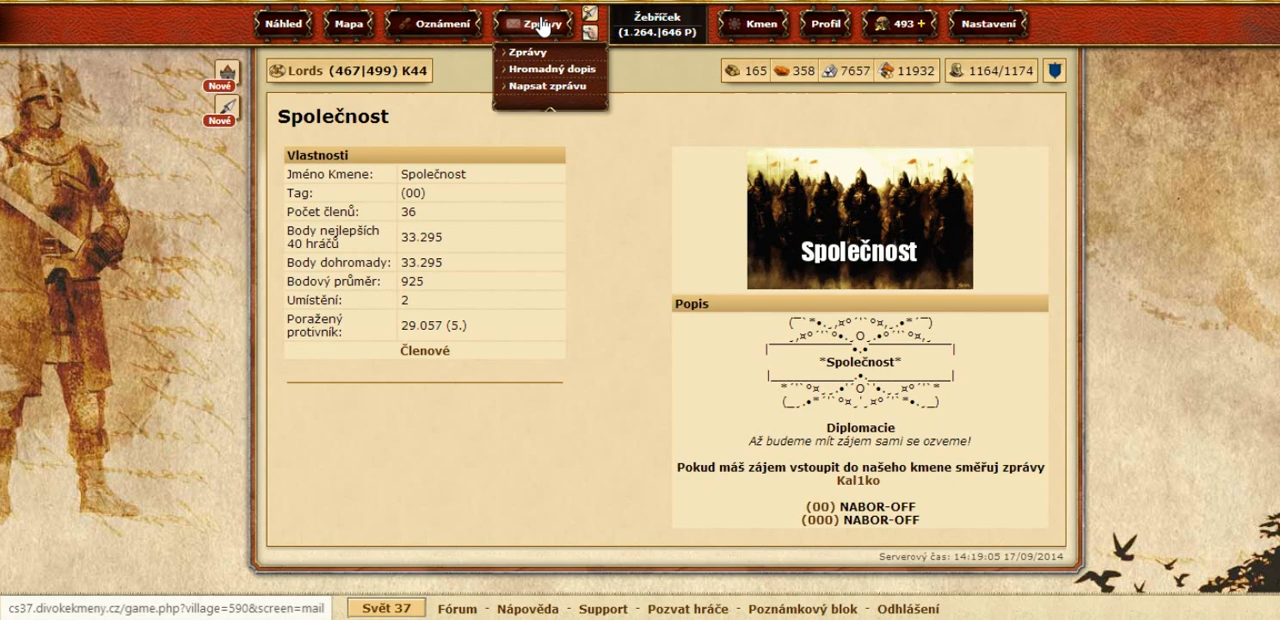 Náhled
Mapa
Oznámení
Zprávy
Žebříček
(1.264.|646 P)
Kmen
Profil
493 +
Nastavení
Zprávy
Hromadný dopis
Napsat zprávu
Nové
Nové
Lords (467|499) K44
165 358 7657 11932
1164/1174
Společnost
Vlastnosti
Jméno Kmene: Společnost
Tag: (00)
Počet členů: 36
Body nejlepších
40 hráčů 33.295
Body dohromady: 33.295
Bodový průměr: 925
Umístění: 2
Poražený
protivník: 29.057 (5.)
Členové
Společnost
Popis
*Společnost*
Diplomacie
Až budeme mít zájem sami se ozveme!
Pokud máš zájem vstoupit do našeho kmene směřuj zprávy
Kal1ko
(00) NABOR-OFF
(000) NABOR-OFF
Serverový čas: 14:19:05 17/09/2014
cs37.divokekmeny.cz/game.php?village=590&screen=mail
Svět 37
Fórum - Nápověda - Support - Pozvat hráče - Poznámkový blok - Odhlášení